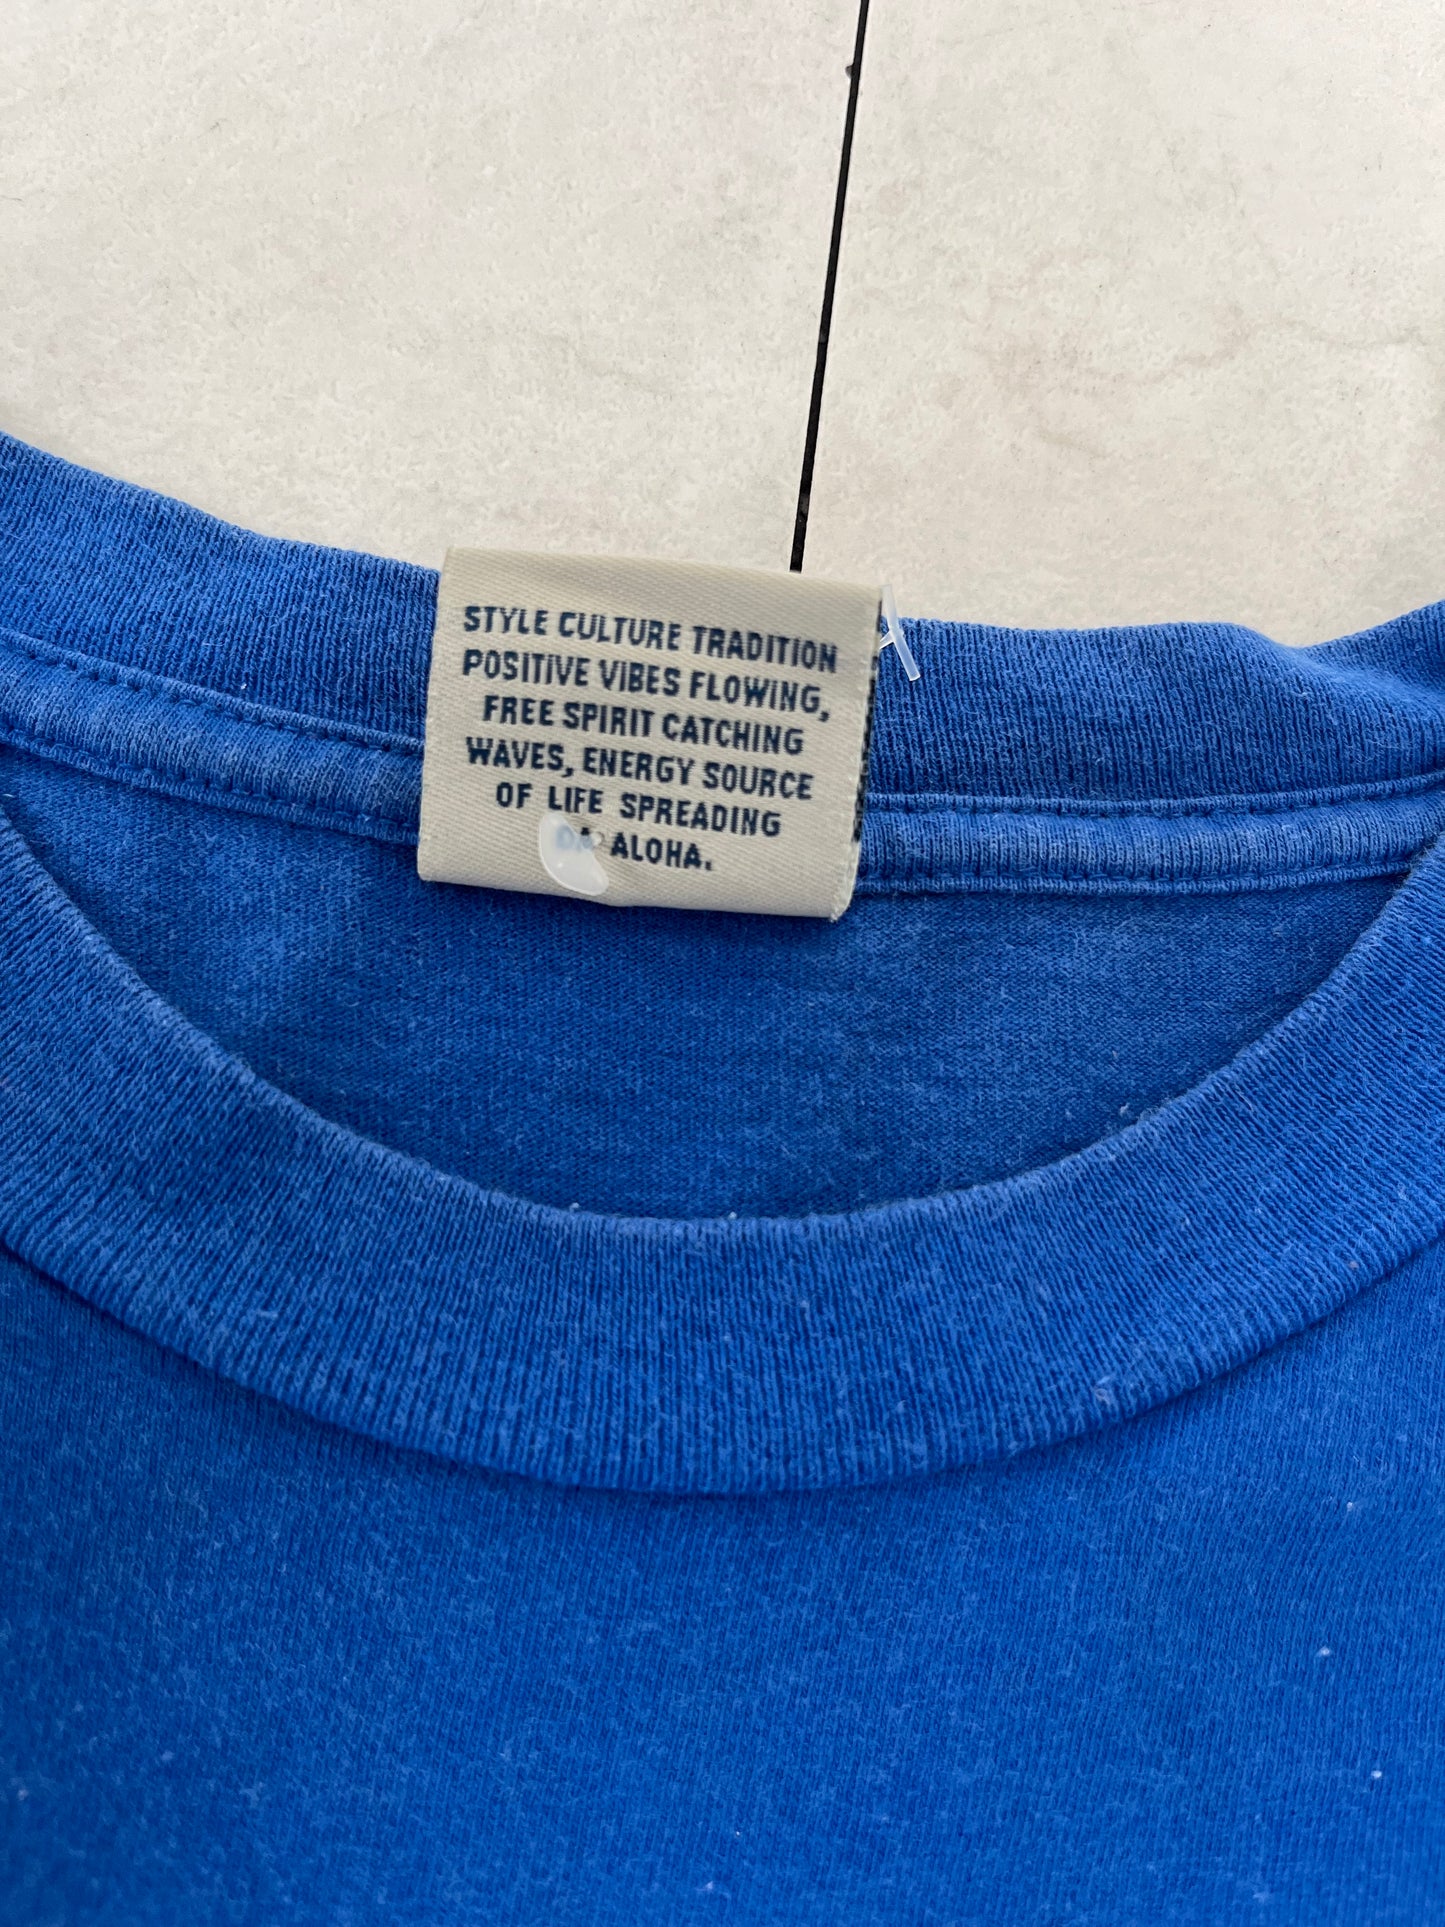 STYLE CULTURE TRADITION
POSITIVE VIBES FLOWING,
FREE SPIRIT CATCHING
WAVES, ENERGY SOURCE
OF LIFE SPREADING
ALOHA.